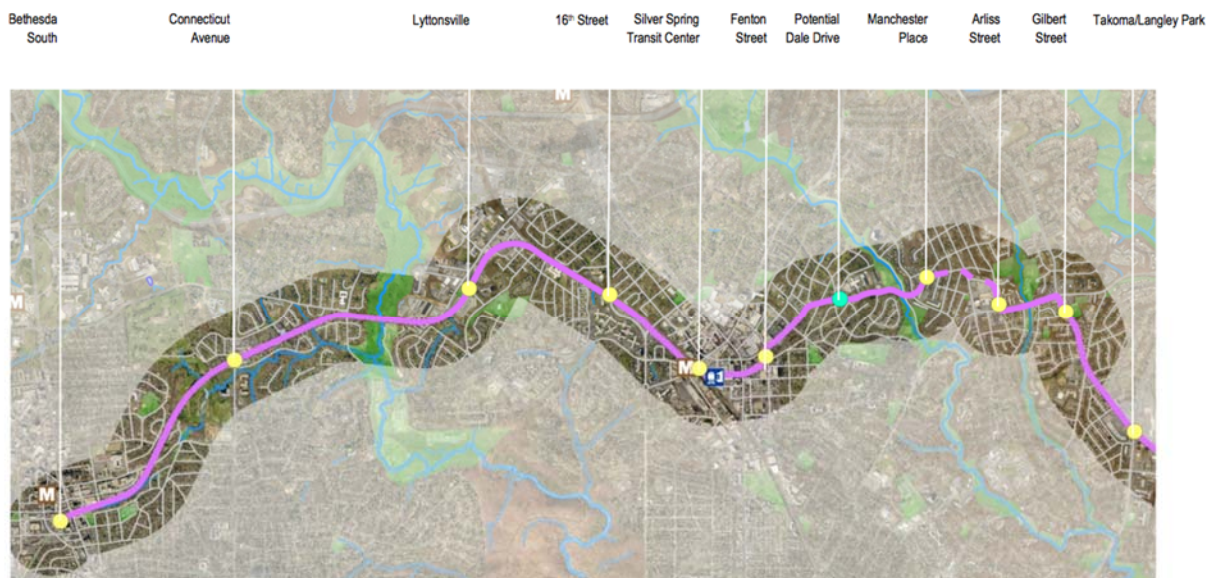 Bethesda
South
Connecticut
Avenue
Lyttonsville
16th Street
Silver Spring
Transit Center
Fenton
Street
Potential
Dale Drive
Manchester
Place
Arliss
Street
Gilbert
Street
Takoma/Langley Park
M
M
M
M